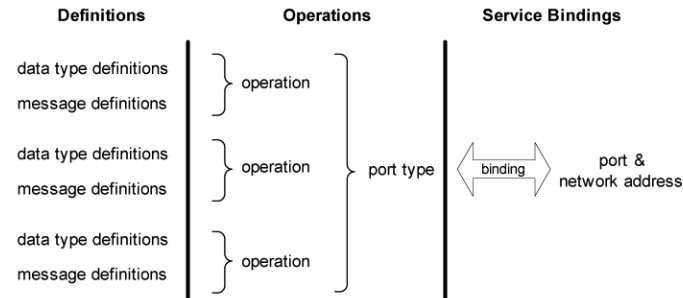 Definitions
Operations
Service Bindings
data type definitions
message definitions
operation
data type definitions
message definitions
operation
data type definitions
message definitions
operation
port type
binding
port &
network address